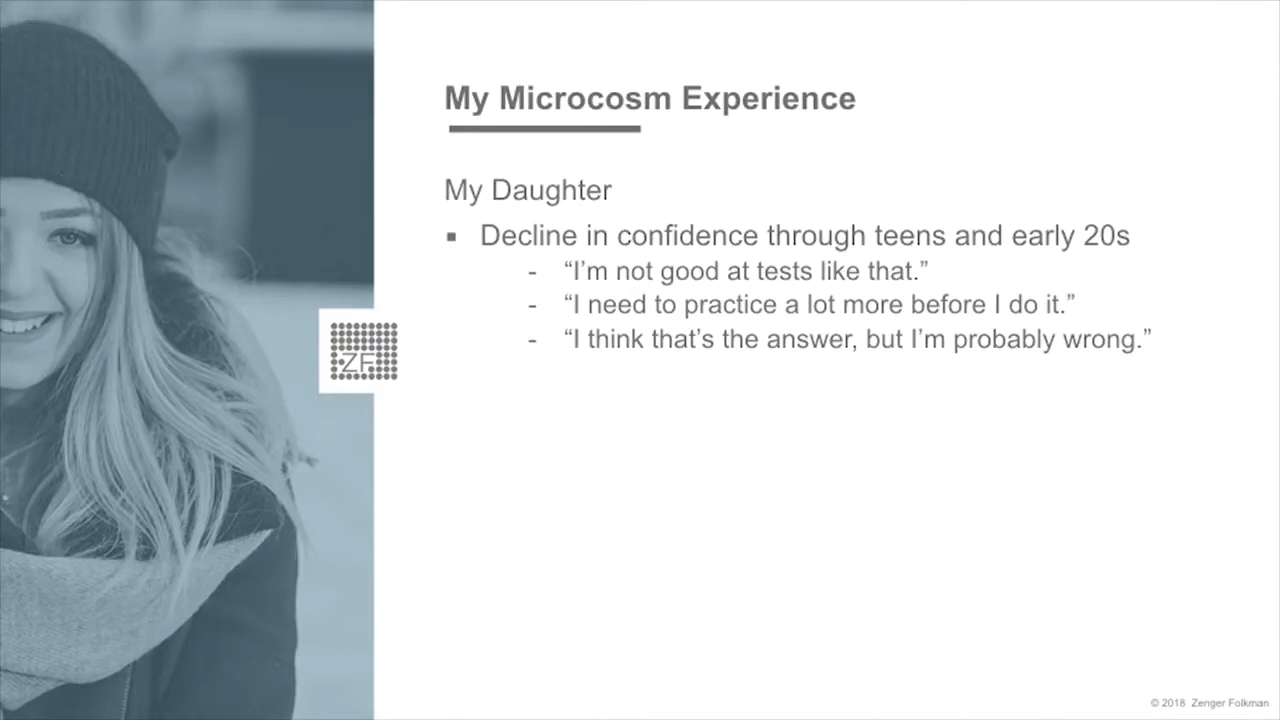 My Microcosm Experience
My Daughter
▪ Decline in confidence through teens and early 20s
- “I’m not good at tests like that.”
- “I need to practice a lot more before I do it.”
- “I think that’s the answer, but I’m probably wrong.”
ZF
© 2018 Zenger Folkman